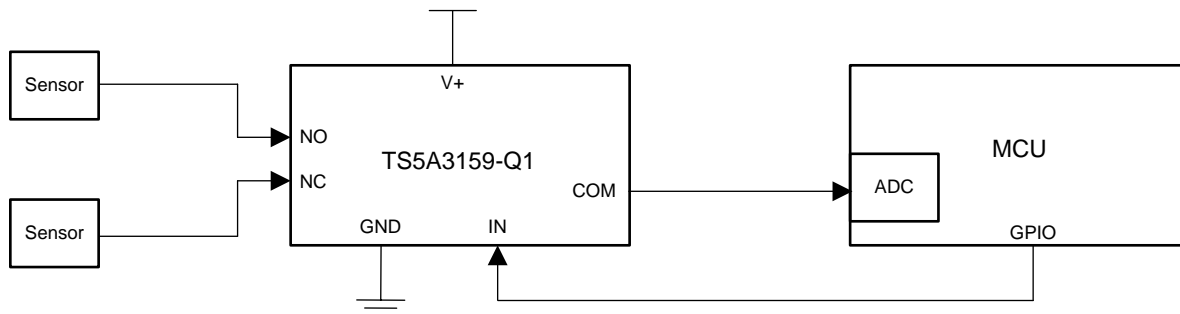 Sensor
V+
NO
NC
TS5A3159-Q1
COM
GND
IN
Sensor
MCU
ADC
GPIO